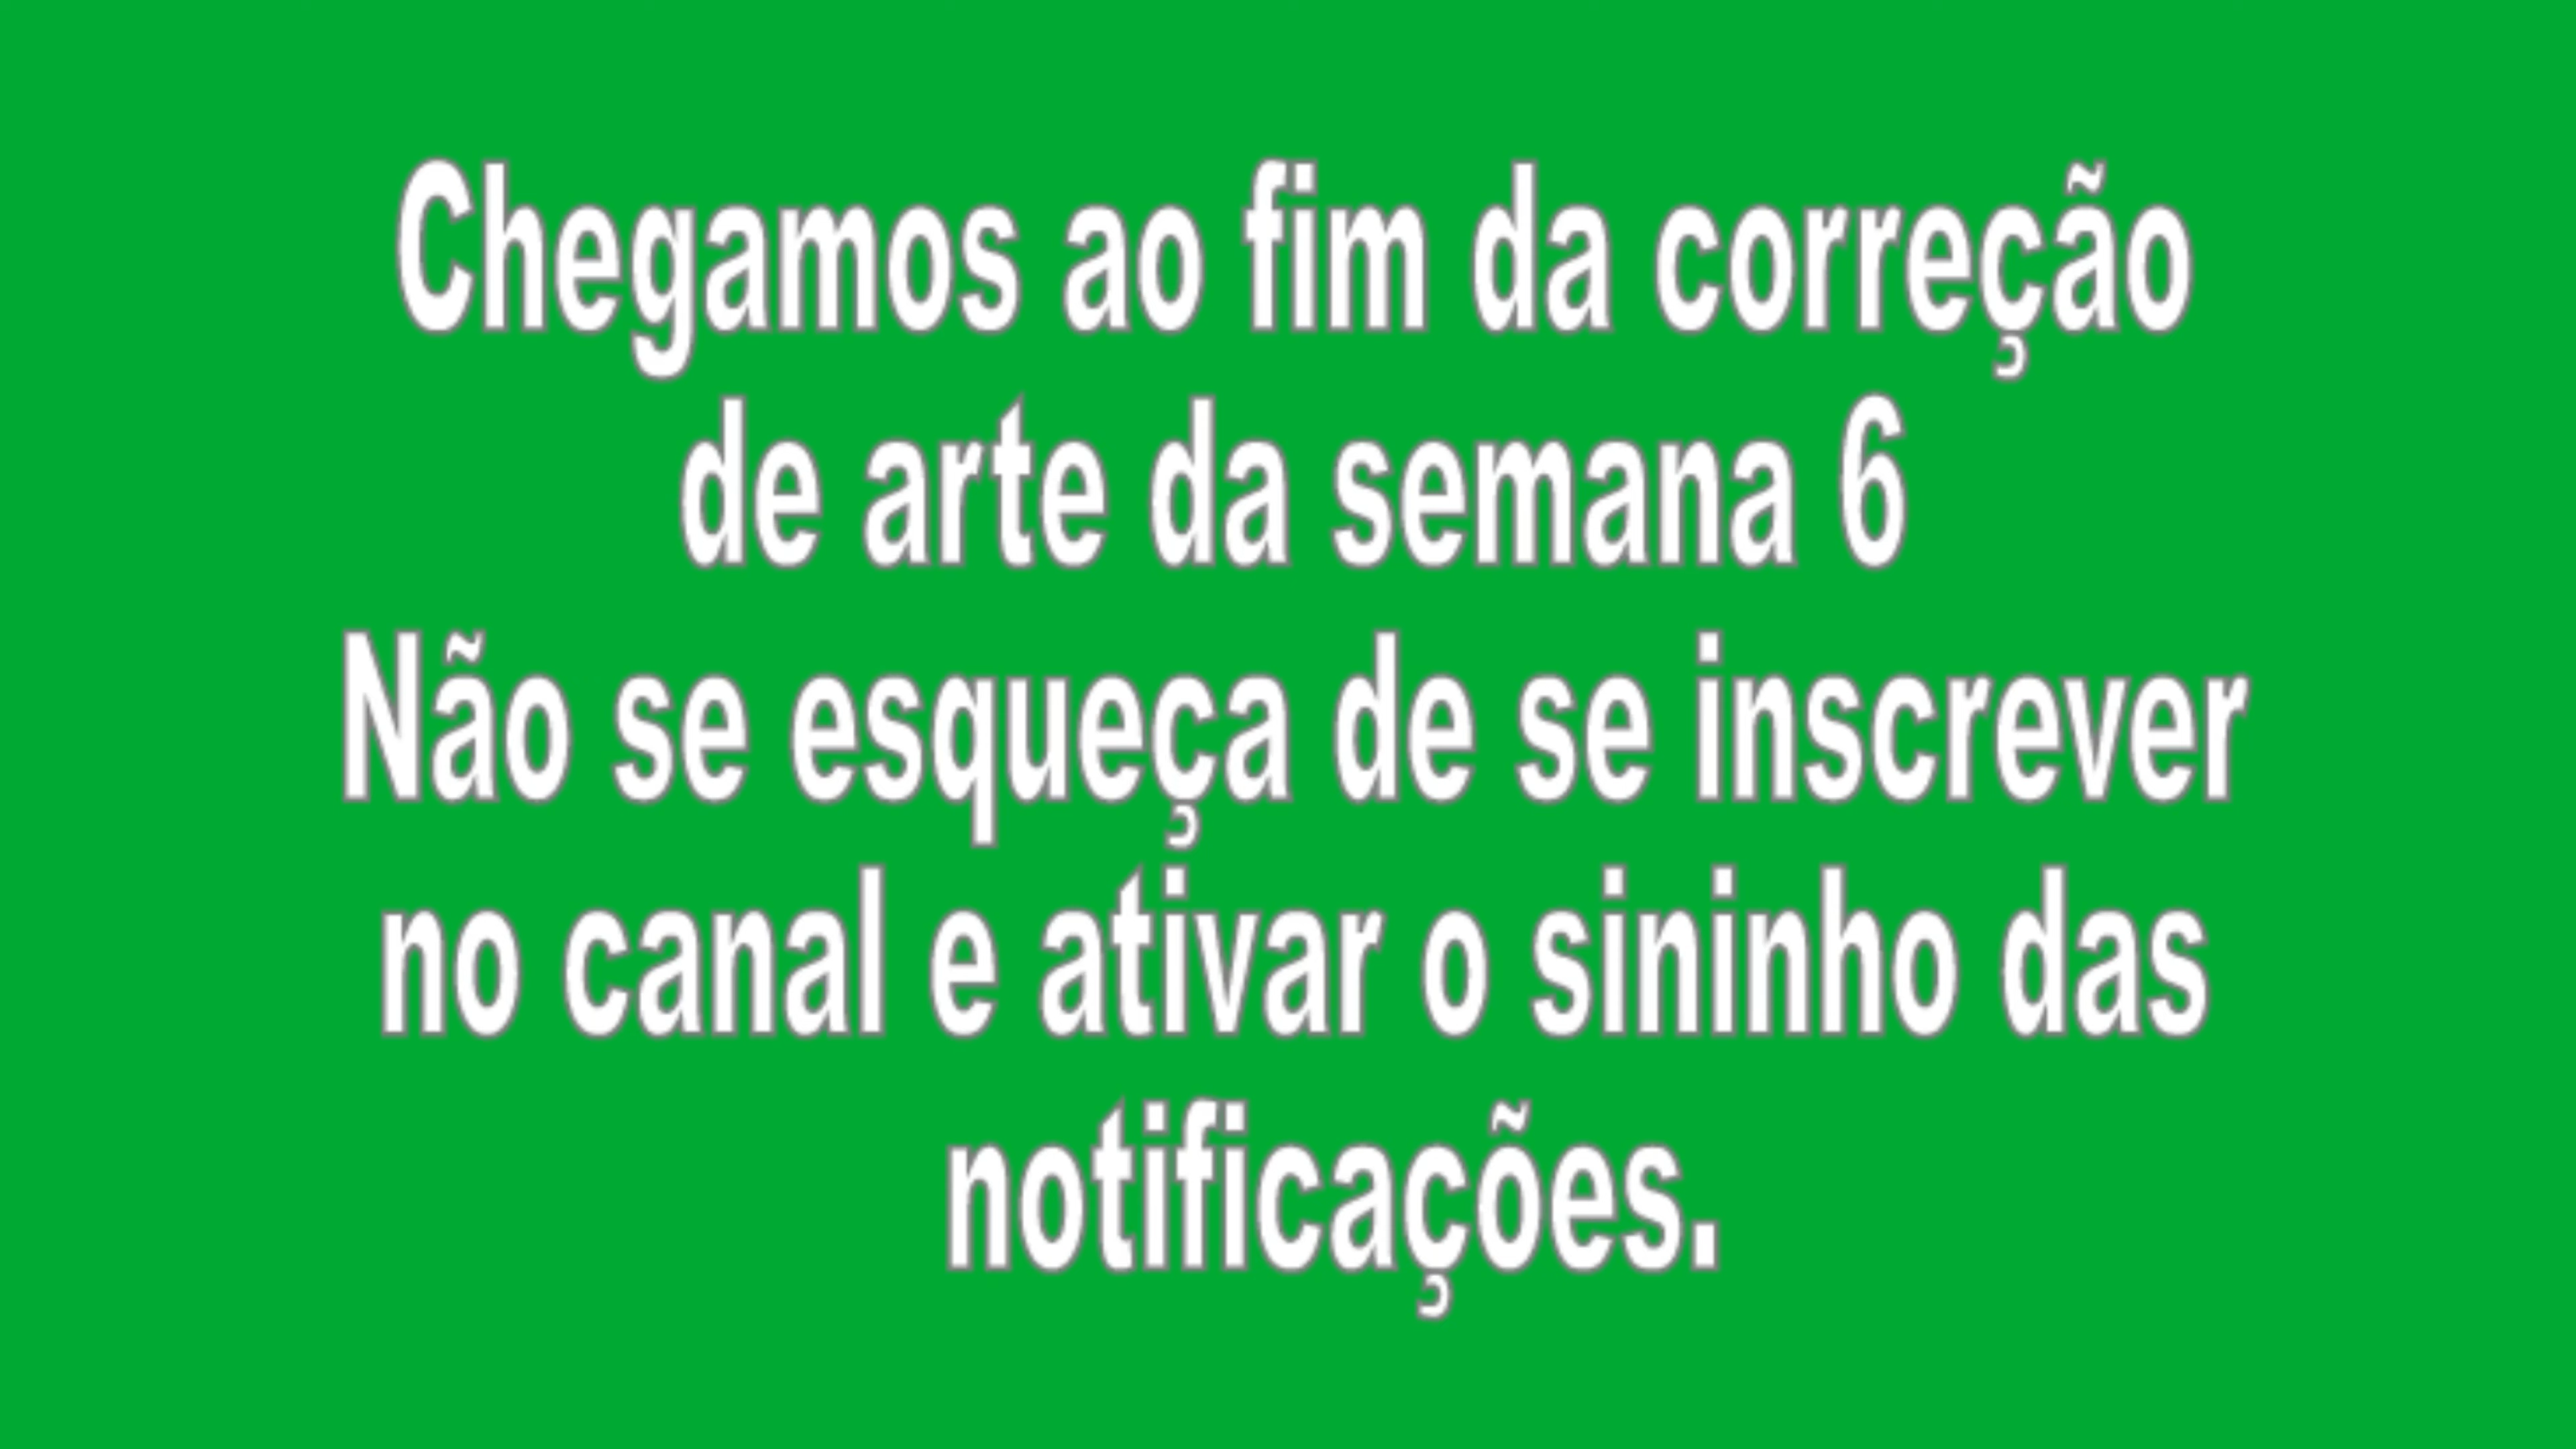 Chegamos ao fim da correção
de arte da semana 6
Não se esqueça de se inscrever
no canal e ativar o sininho das
notificações.